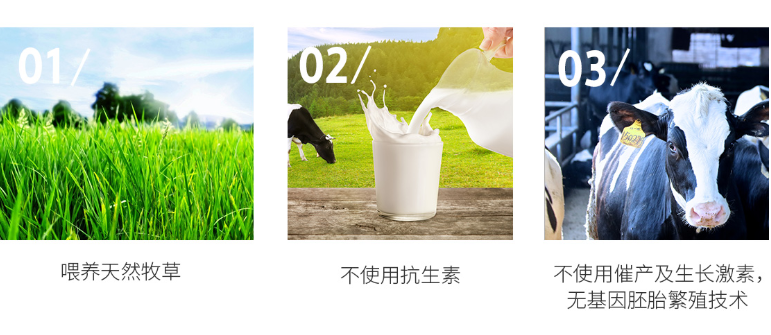 01/
02/
03/
喂养天然牧草
不使用抗生素
不使用催产及生长激素，
无基因胚胎繁殖技术